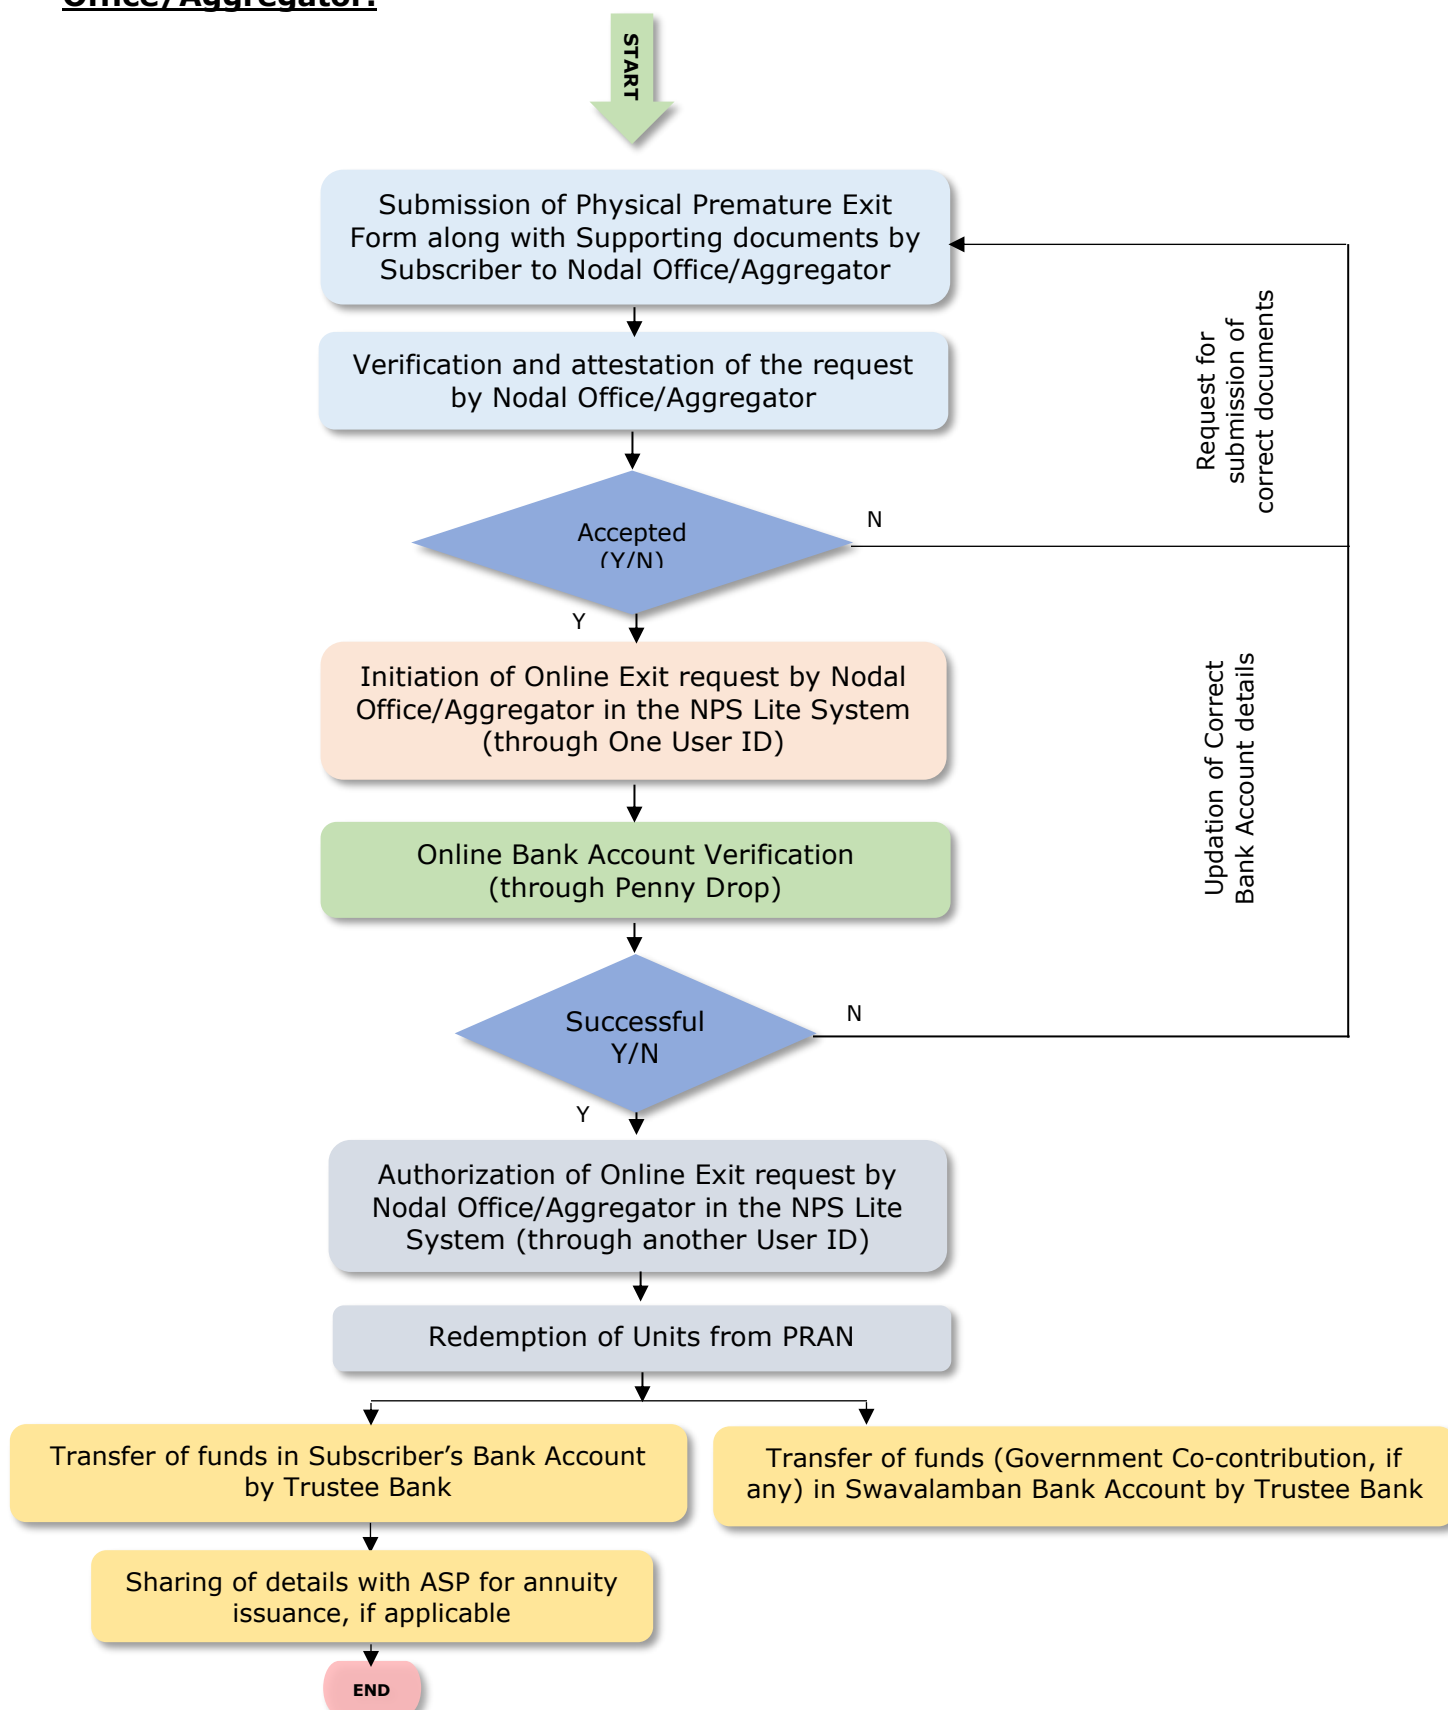 Office/Aggregator:
START
Submission of Physical Premature Exit
Form along with Supporting documents by
Subscriber to Nodal Office/Aggregator
Verification and attestation of the request
by Nodal Office/Aggregator
Request for
submission of
correct documents
Accepted
(Y/N)
N
Y
Initiation of Online Exit request by Nodal
Office/Aggregator in the NPS Lite System
(through One User ID)
Updation of Correct
Bank Account details
Online Bank Account Verification
(through Penny Drop)
Successful
Y/N
N
Y
Authorization of Online Exit request by
Nodal Office/Aggregator in the NPS Lite
System (through another User ID)
Redemption of Units from PRAN
Transfer of funds in Subscriber’s Bank Account
by Trustee Bank
Transfer of funds (Government Co-contribution, if
any) in Swavalamban Bank Account by Trustee Bank
Sharing of details with ASP for annuity
issuance, if applicable
END